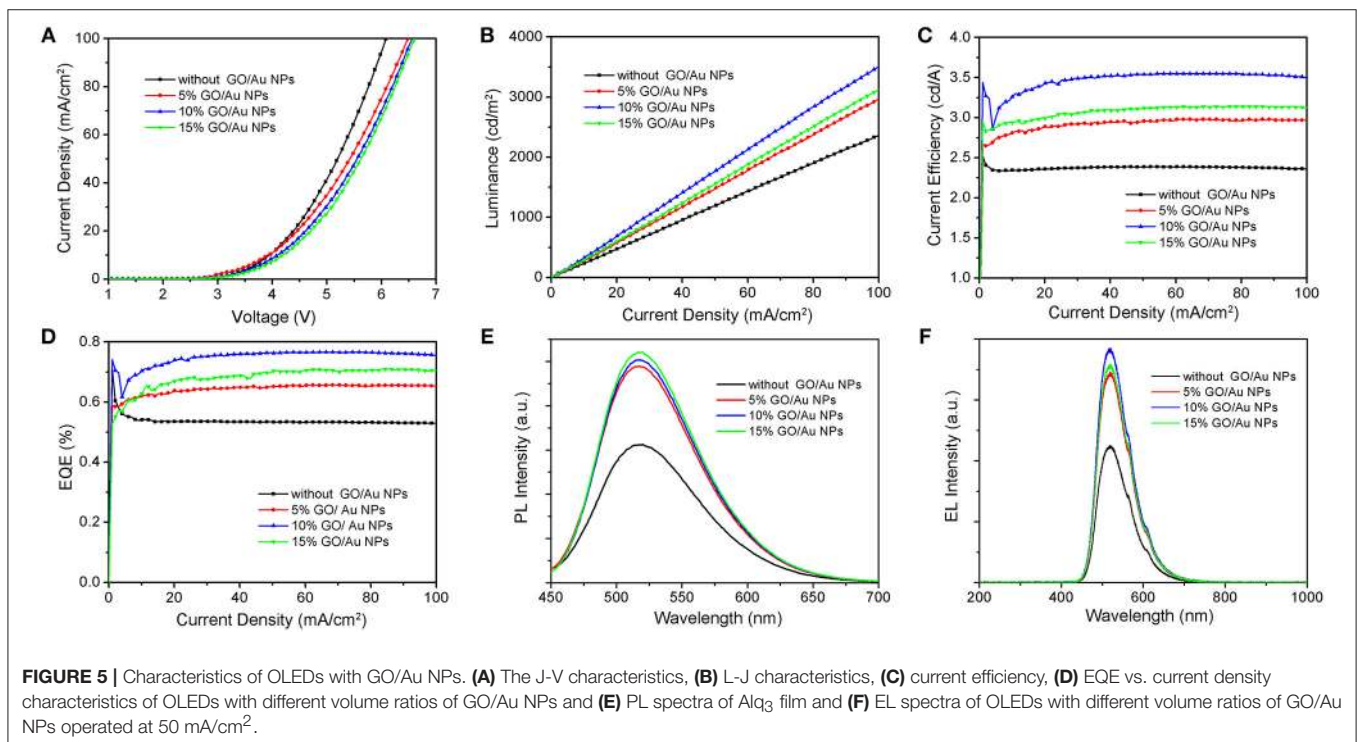 A
Current Density (mA/cm²)
100
80
60
40
20
0
without GO/Au NPs
5% GO/Au NPs
10% GO/Au NPs
15% GO/Au NPs
1 2 3 4 5 6 7
Voltage (V)
B
Luminance (cd/m²)
4000
3000
2000
1000
0
without GO/Au NPs
5% GO/Au NPs
10% GO/Au NPs
15% GO/Au NPs
0 20 40 60 80 100
Current Density (mA/cm²)
C
Current Efficiency (cd/A)
4.0
3.5
3.0
2.5
2.0
1.5
1.0
without GO/Au NPs
5% GO/Au NPs
10% GO/Au NPs
15% GO/Au NPs
0 20 40 60 80 100
Current Density (mA/cm²)
D
EQE (%)
0.8
0.6
0.4
0.2
0.0
without GO/Au NPs
5% GO/ Au NPs
10% GO/ Au NPs
15% GO/Au NPs
0 20 40 60 80 100
Current Density (mA/cm²)
E
PL Intensity (a.u.)
without GO/Au NPs
5% GO/Au NPs
10% GO/Au NPs
15% GO/Au NPs
450 500 550 600 650 700
Wavelength (nm)
F
EL Intensity (a.u.)
without GO/Au NPs
5% GO/Au NPs
10% GO/Au NPs
15% GO/Au NPs
200 400 600 800 1000
Wavelength (nm)
FIGURE 5 | Characteristics of OLEDs with GO/Au NPs. (A) The J-V characteristics, (B) L-J characteristics, (C) current efficiency, (D) EQE vs. current density
characteristics of OLEDs with different volume ratios of GO/Au NPs and (E) PL spectra of Alq₃ film and (F) EL spectra of OLEDs with different volume ratios of GO/Au
NPs operated at 50 mA/cm².